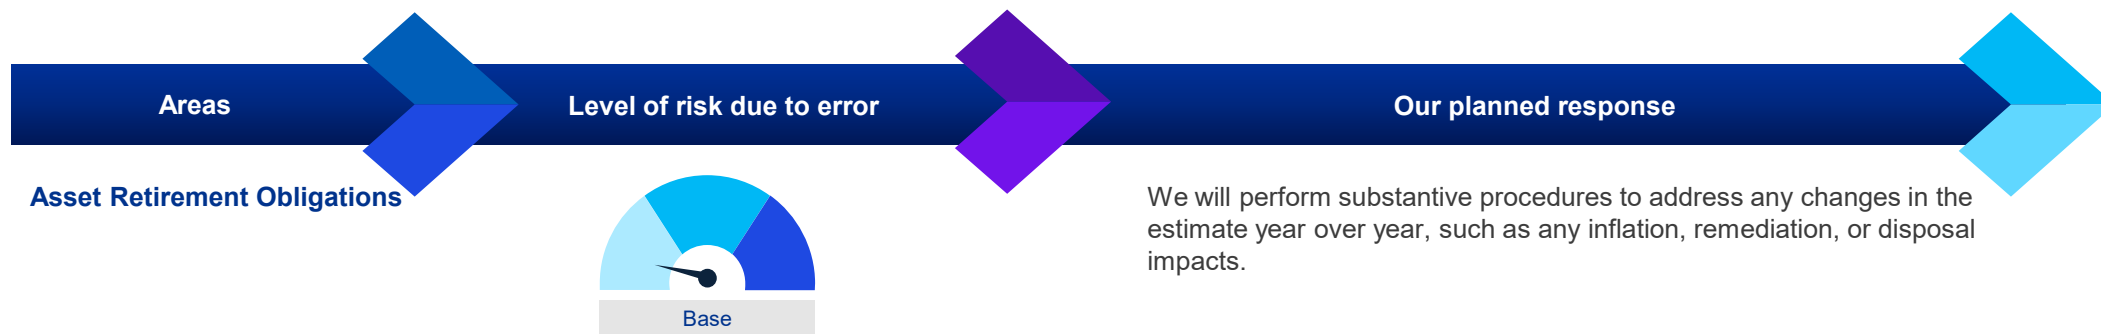 Areas
Level of risk due to error
Our planned response
Asset Retirement Obligations
Base
We will perform substantive procedures to address any changes in the
estimate year over year, such as any inflation, remediation, or disposal
impacts.